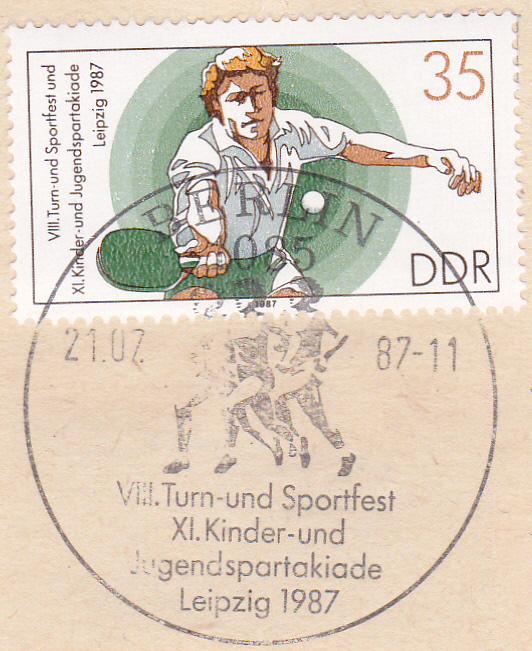 VIII. Turn-und Sportfest und
XI. Kinder-und Jugendspartakiade
Leipzig 1987
35
DDR
1987
BERLIN
1085
21.07. 87-11
VIII. Turn-und Sportfest
XI. Kinder-und
Jugendspartakiade
Leipzig 1987